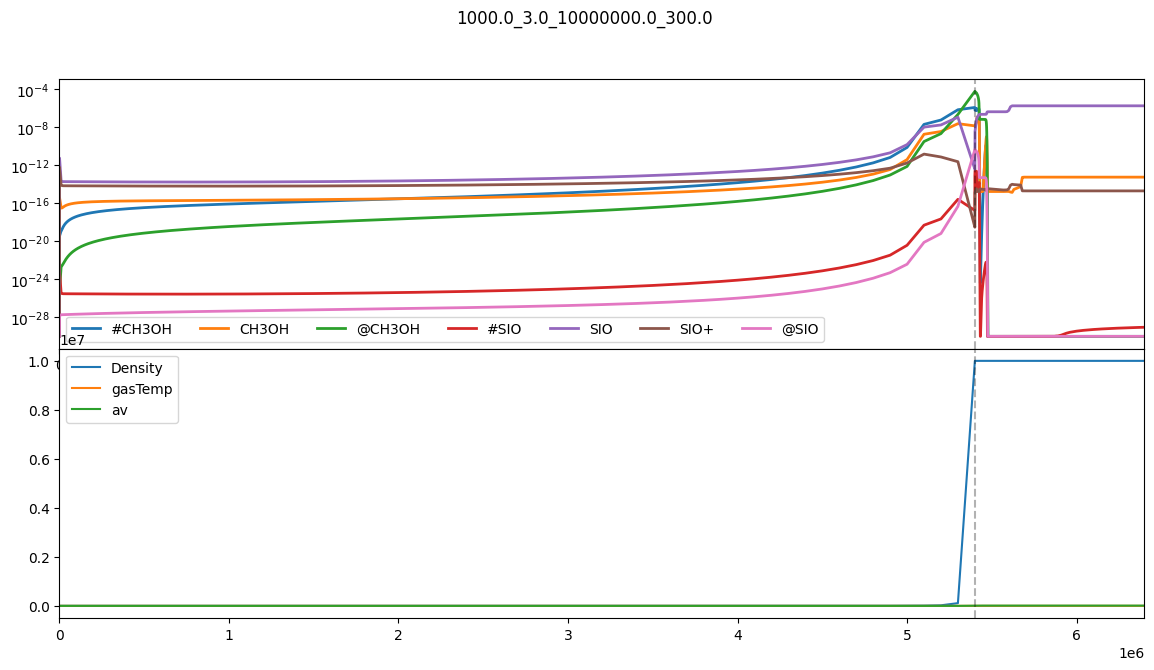 1000.0_3.0_10000000.0_300.0
10⁻⁴
10⁻⁸
10⁻¹²
10⁻¹⁶
10⁻²⁰
10⁻²⁴
10⁻²⁸
#CH3OH CH3OH @CH3OH #SIO SIO SIO+ @SIO
1e7
1.0
0.8
0.6
0.4
0.2
0.0
Density
gasTemp
av
0 1 2 3 4 5 6
1e6